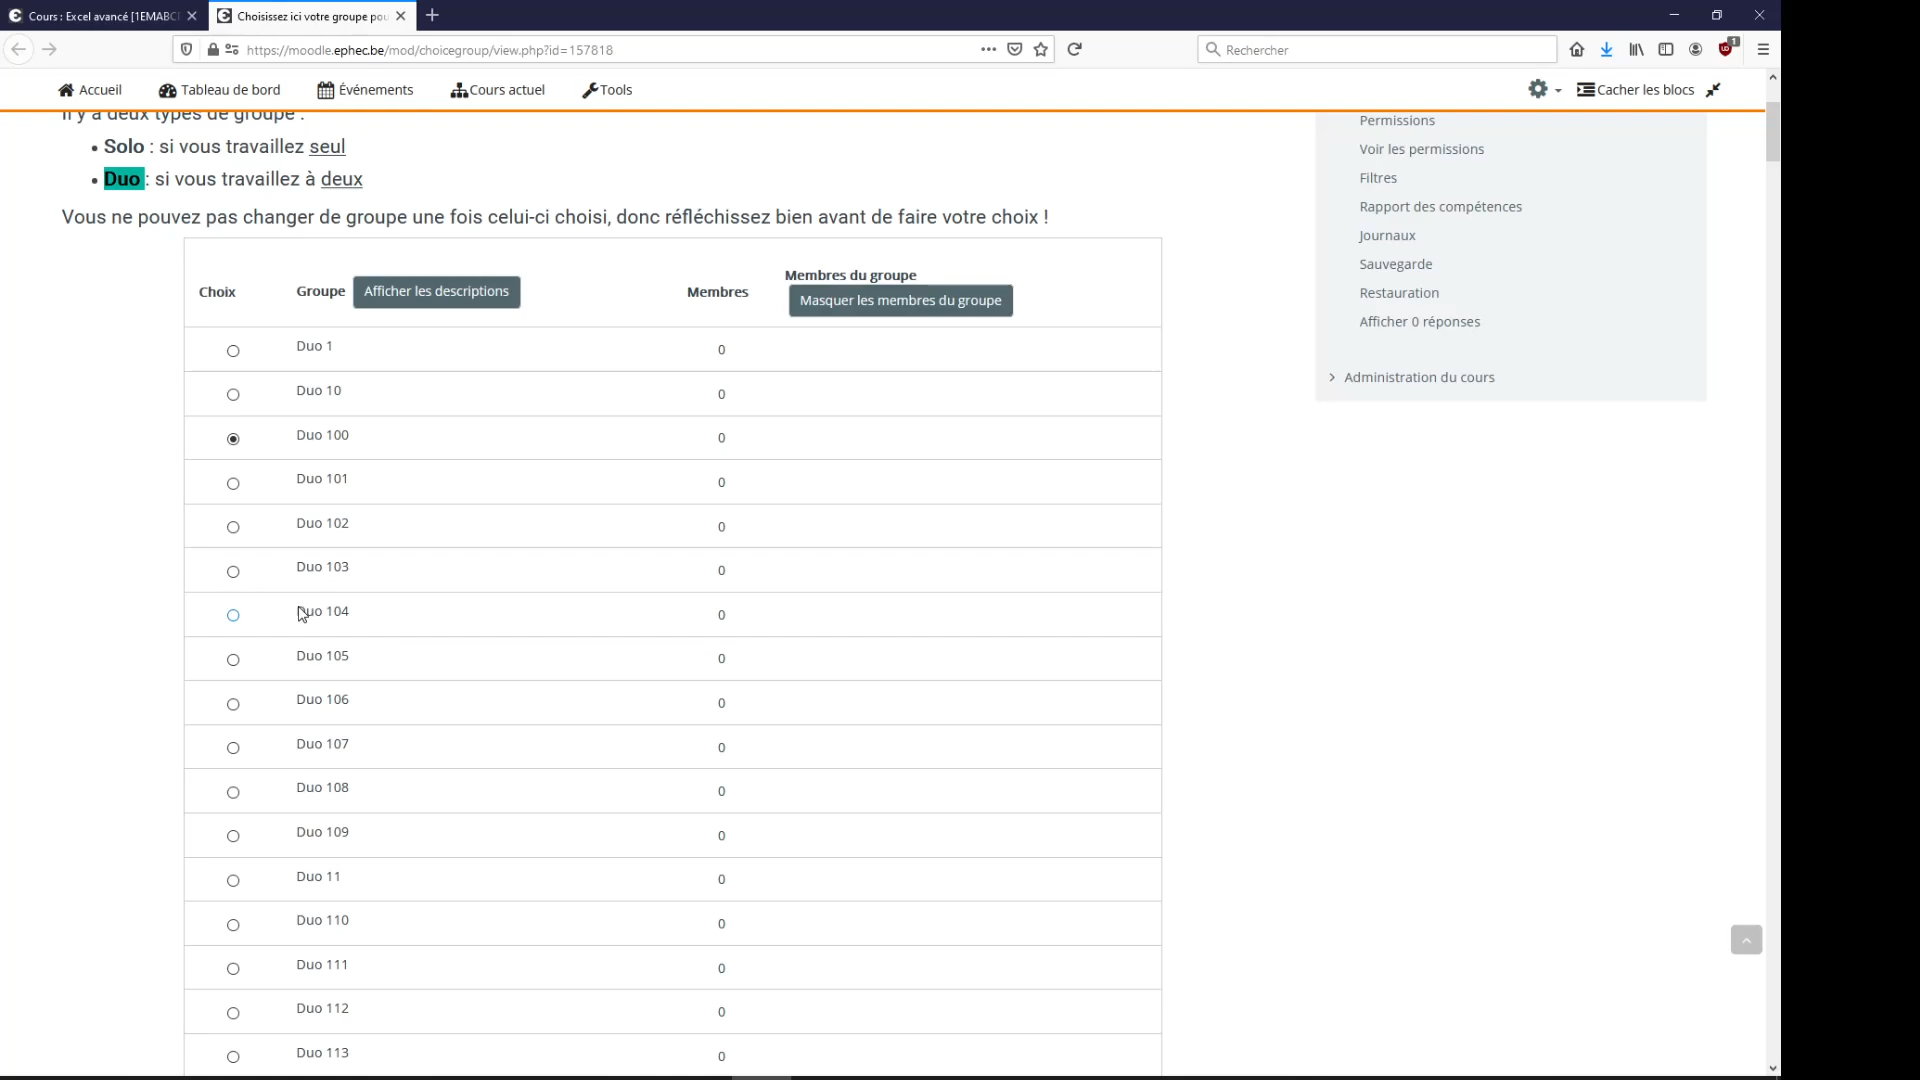 Cours : Excel avancé [1EMABC
Choisissez ici votre groupe pou
https://moodle.ephec.be/mod/choicegroup/view.php?id=157818
Rechercher
1
Accueil
Tableau de bord
Événements
Cours actuel
Tools
Cacher les blocs
Il y a deux types de groupe :
Solo : si vous travaillez seul
Duo : si vous travaillez à deux
Vous ne pouvez pas changer de groupe une fois celui-ci choisi, donc réfléchissez bien avant de faire votre choix !
Choix Groupe Afficher les descriptions Membres Membres du groupe
Masquer les membres du groupe
Duo 1 0
Duo 10 0
Duo 100 0
Duo 101 0
Duo 102 0
Duo 103 0
Duo 104 0
Duo 105 0
Duo 106 0
Duo 107 0
Duo 108 0
Duo 109 0
Duo 11 0
Duo 110 0
Duo 111 0
Duo 112 0
Duo 113 0
Permissions
Voir les permissions
Filtres
Rapport des compétences
Journaux
Sauvegarde
Restauration
Afficher 0 réponses
Administration du cours